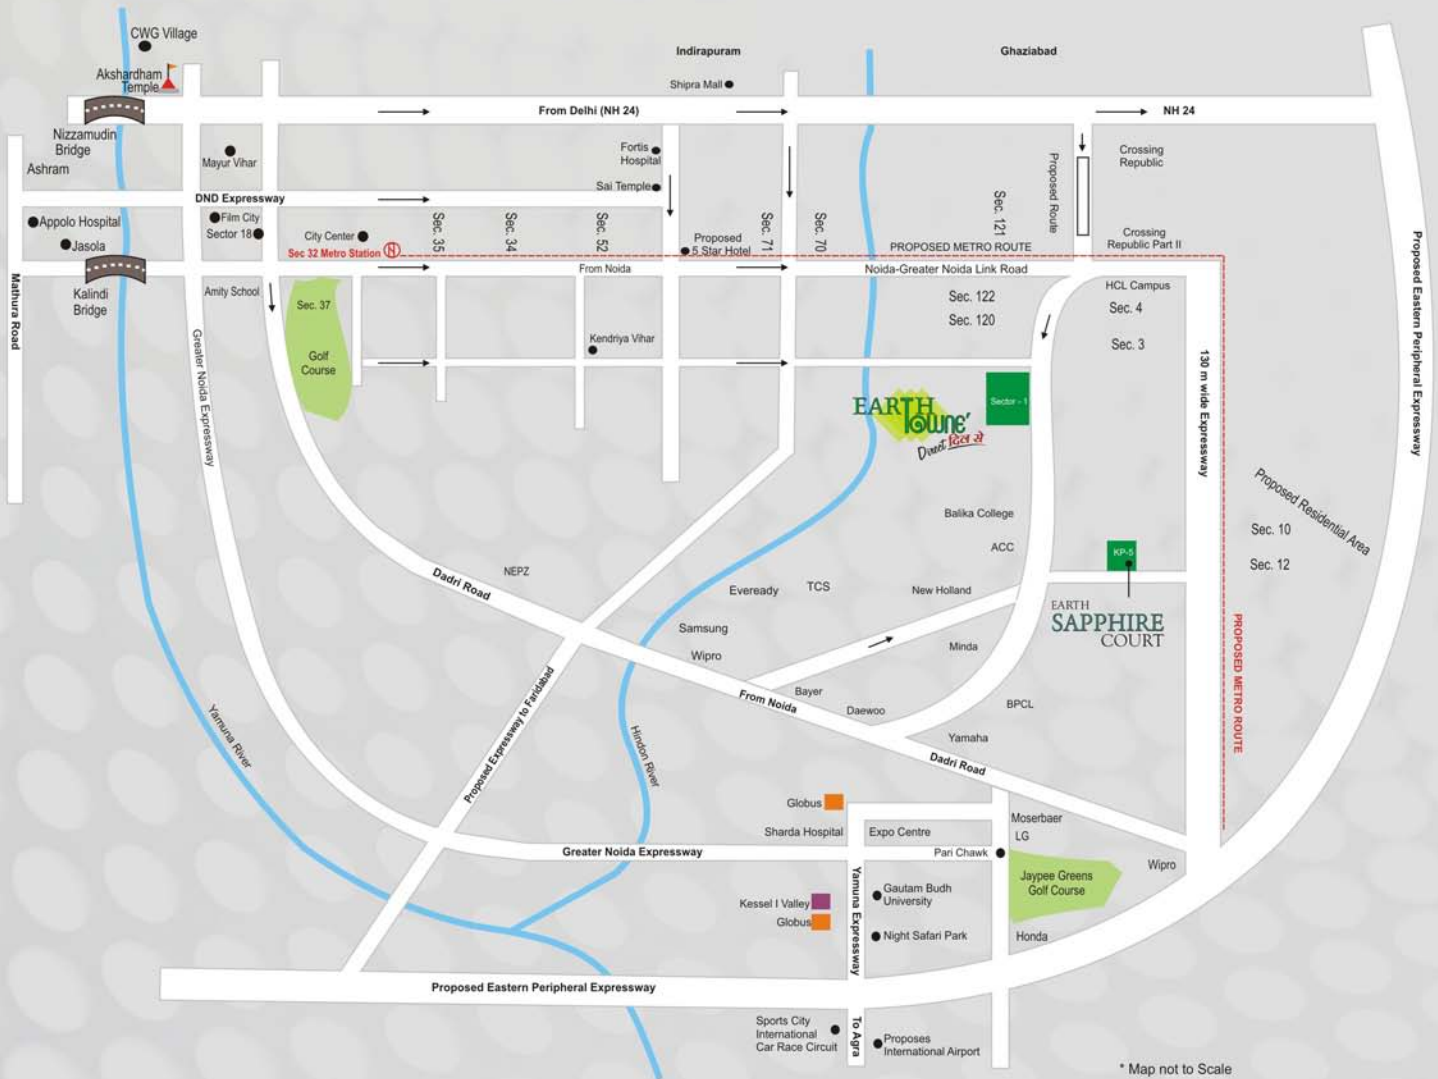 CWG Village
Indirapuram
Ghaziabad
Akshardham
Temple
Shipra Mall
From Delhi (NH 24)
NH 24
Nizzamudin
Bridge
Ashram
Mayur Vihar
Fortis
Hospital
Sai Temple
Proposed Route
Crossing
Republic
DND Expressway
Appolo Hospital
Film City
Sector 18
Jasola
City Center
Sec 32 Metro Station
Sec. 35
Sec. 34
Sec. 52
Proposed
5 Star Hotel
Sec. 71
Sec. 70
Sec. 121
PROPOSED METRO ROUTE
Crossing
Republic Part II
From Noida
Noida-Greater Noida Link Road
Kalindi
Bridge
Mathura Road
Amity School
Sec. 37
Golf
Course
Kendriya Vihar
Sec. 122
Sec. 120
HCL Campus
Sec. 4
Sec. 3
Greater Noida Expressway
130 m wide Expressway
Proposed Eastern Peripheral Expressway
EARTH
TOWNE'
Direct दिल से
Sector - 1
Proposed Residential Area
Sec. 10
Sec. 12
Balika College
ACC
KP-5
NEPZ
Dadri Road
Eveready
TCS
New Holland
EARTH
SAPPHIRE
COURT
Samsung
Wipro
Minda
PROPOSED METRO ROUTE
From Noida
Bayer
Daewoo
BPCL
Yamaha
Dadri Road
Yamuna River
Proposed Expressway to Faridabad
Hindon River
Globus
Sharda Hospital
Expo Centre
Moserbaer
LG
Greater Noida Expressway
Pari Chawk
Wipro
Jaypee Greens
Golf Course
Yamuna Expressway
Gautam Budh
University
Kessel I Valley
Globus
Night Safari Park
Honda
Proposed Eastern Peripheral Expressway
Sports City
International
Car Race Circuit
To Agra
Proposes
International Airport
* Map not to Scale